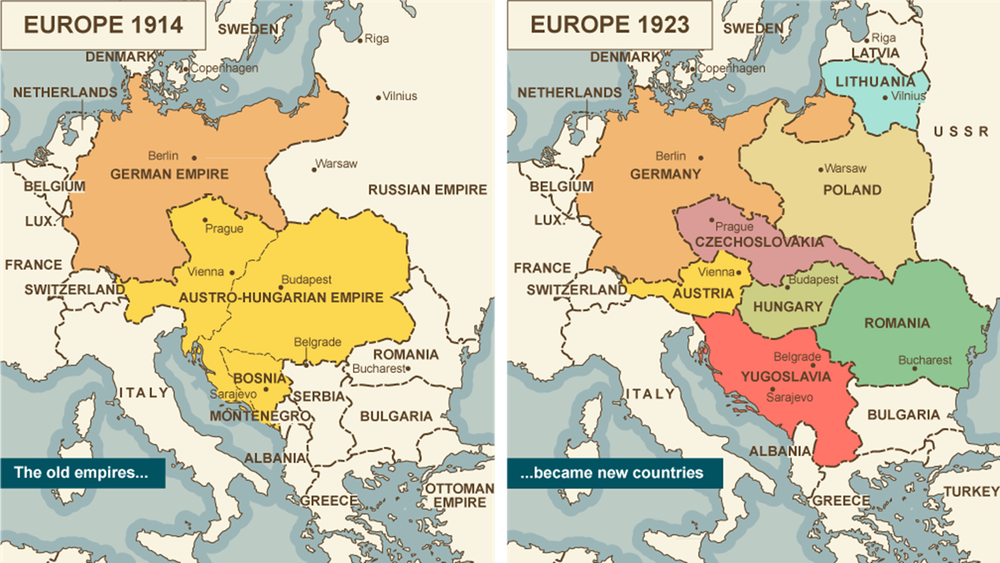 EUROPE 1914
SWEDEN
Riga
DENMARK
Copenhagen
NETHERLANDS
Vilnius
Berlin
Warsaw
GERMAN EMPIRE
BELGIUM
RUSSIAN EMPIRE
LUX.
Prague
FRANCE
Vienna
Budapest
SWITZERLAND
AUSTRO-HUNGARIAN EMPIRE
Belgrade
ROMANIA
Bucharest
BOSNIA
Sarajevo
SERBIA
ITALY
MONTENEGRO
BULGARIA
ALBANIA
The old empires...
OTTOMAN
EMPIRE
GREECE
EUROPE 1923
SWEDEN
Riga
LATVIA
DENMARK
Copenhagen
LITHUANIA
NETHERLANDS
Vilnius
USSR
Berlin
Warsaw
GERMANY
BELGIUM
POLAND
LUX.
Prague
CZECHOSLOVAKIA
FRANCE
Vienna
Budapest
SWITZERLAND
AUSTRIA
HUNGARY
ROMANIA
Belgrade
Bucharest
YUGOSLAVIA
Sarajevo
ITALY
BULGARIA
ALBANIA
...became new countries
TURKEY
GREECE